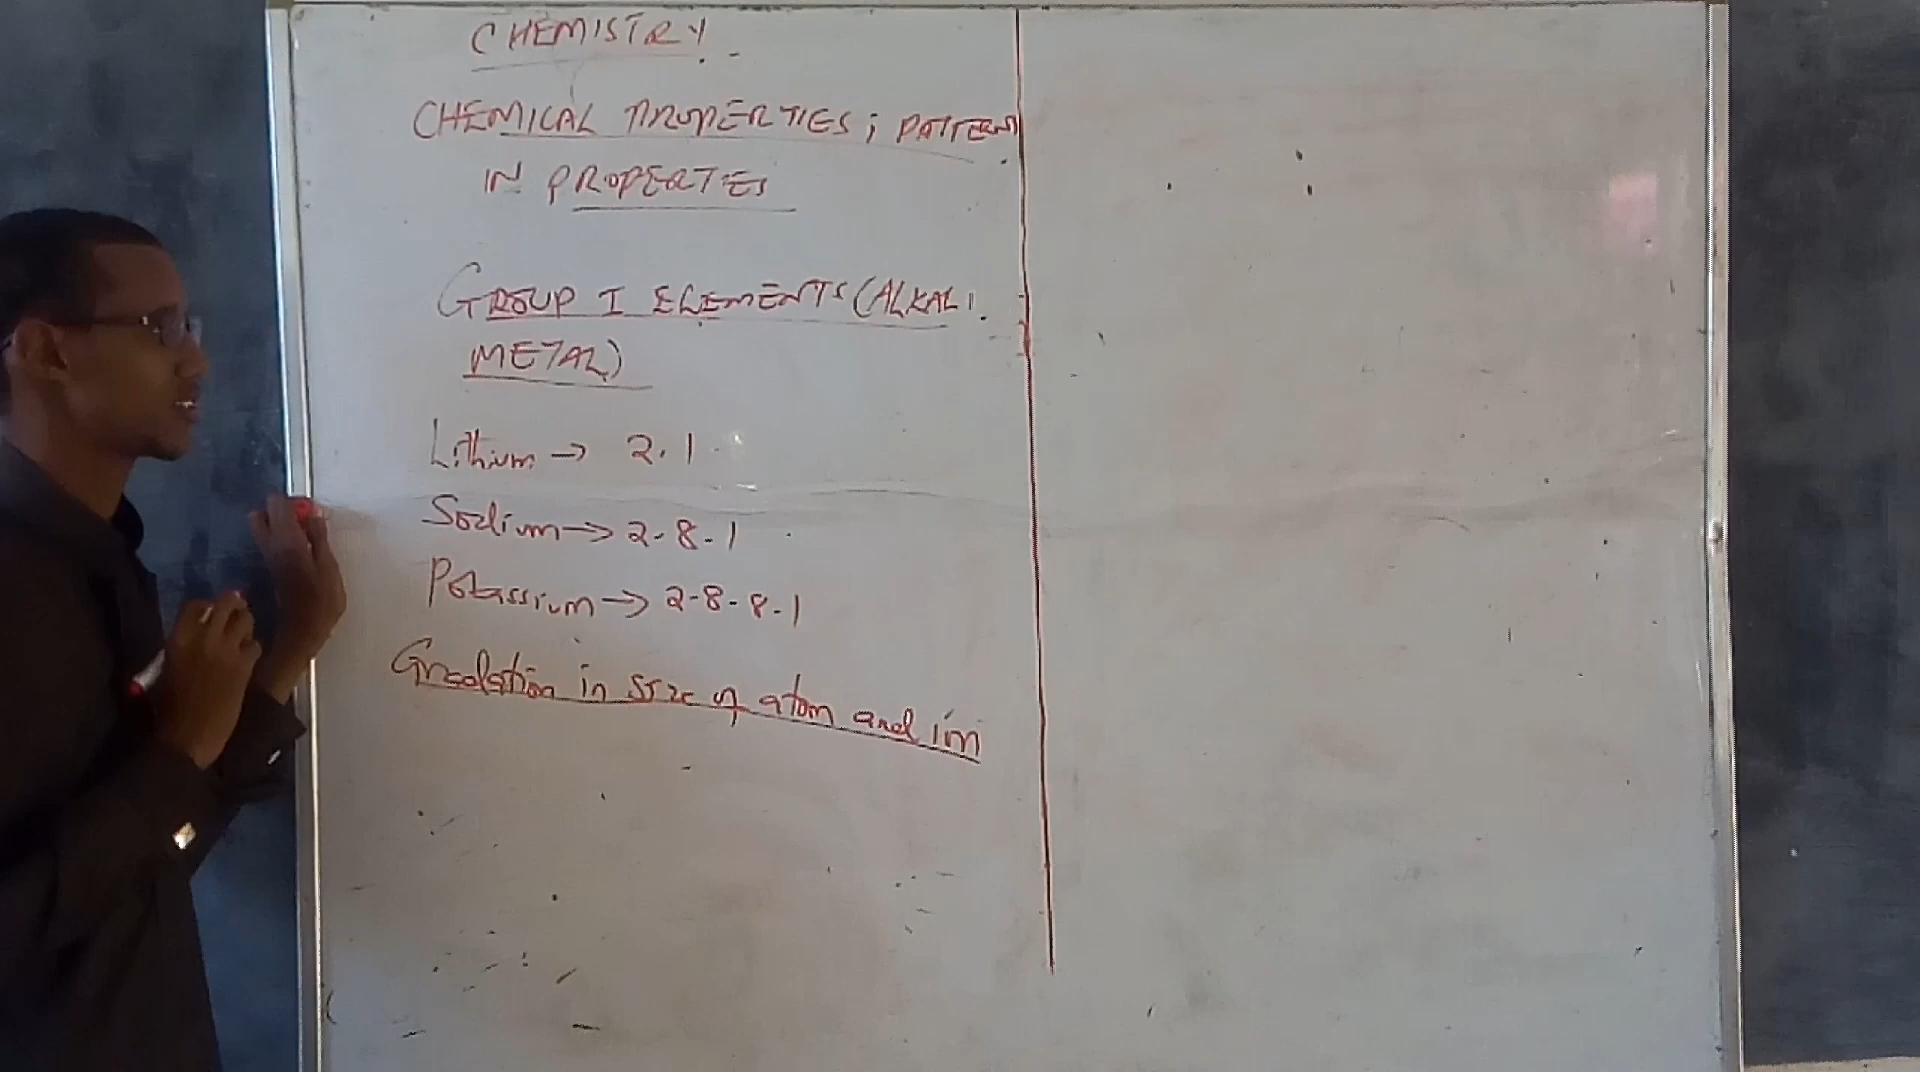 CHEMISTRY.
CHEMICAL PROPERTIES; PATTERN
IN PROPERTIES
GROUP I ELEMENTS (ALKALI
METAL)
Lithium → 2.1
Sodium → 2-8-1
Potassium → 2-8-8-1
Gradation in size of atom and ion